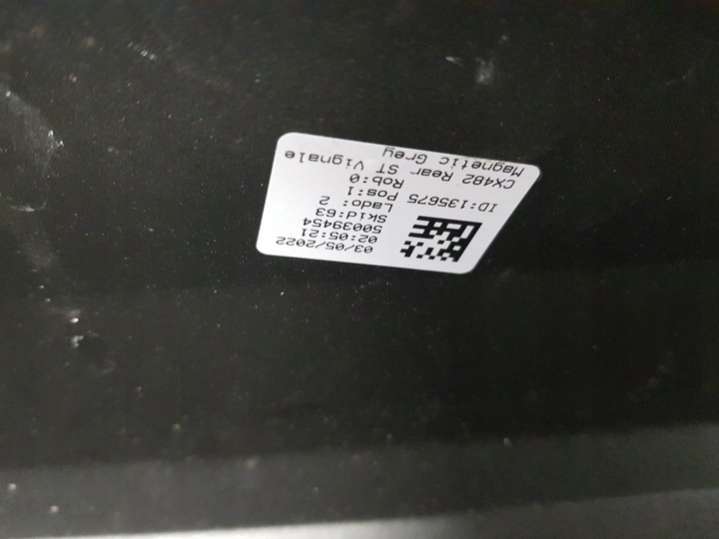 03/05/2022
02:05:21
50039454
Skid:63
Lado: 2
ID:135675 Pos:1
Rob:0
CX482 Rear ST Vignale
Magnetic Grey